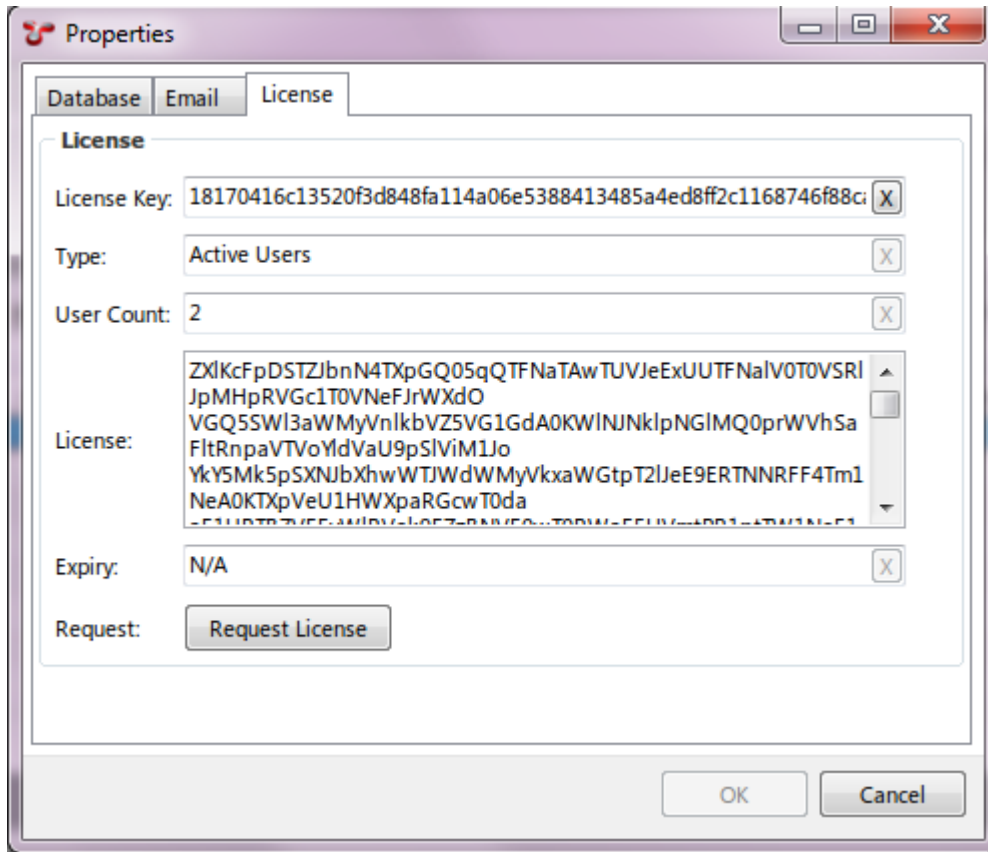 Properties
Database Email License
License
License Key: 18170416c13520f3d848fa114a06e5388413485a4ed8ff2c1168746f88c X
Type: Active Users X
User Count: 2 X
License:
ZXlKcFpDSTZJbnN4TXpGQ05qQTFNaTAwTUVJeExUUTFNalV0T0VSRl
JpMHpRVGc1T0VNeFJrWXdO
VGQ5SWl3aWMyVnlkbVZ5VG1GdA0KWlNJNklpNGlMQ0prWVhSa
FltRnpaVTVoYldVaU9pSlViM1Jo
YkY5Mk5pSXNJbXhwWTJWdWMyVkxaWGtpT2lJeE9ERTNNRFF4Tm1
NeA0KTXpVeU1HWXpaRGcwT0da
Expiry: N/A X
Request: Request License
OK Cancel